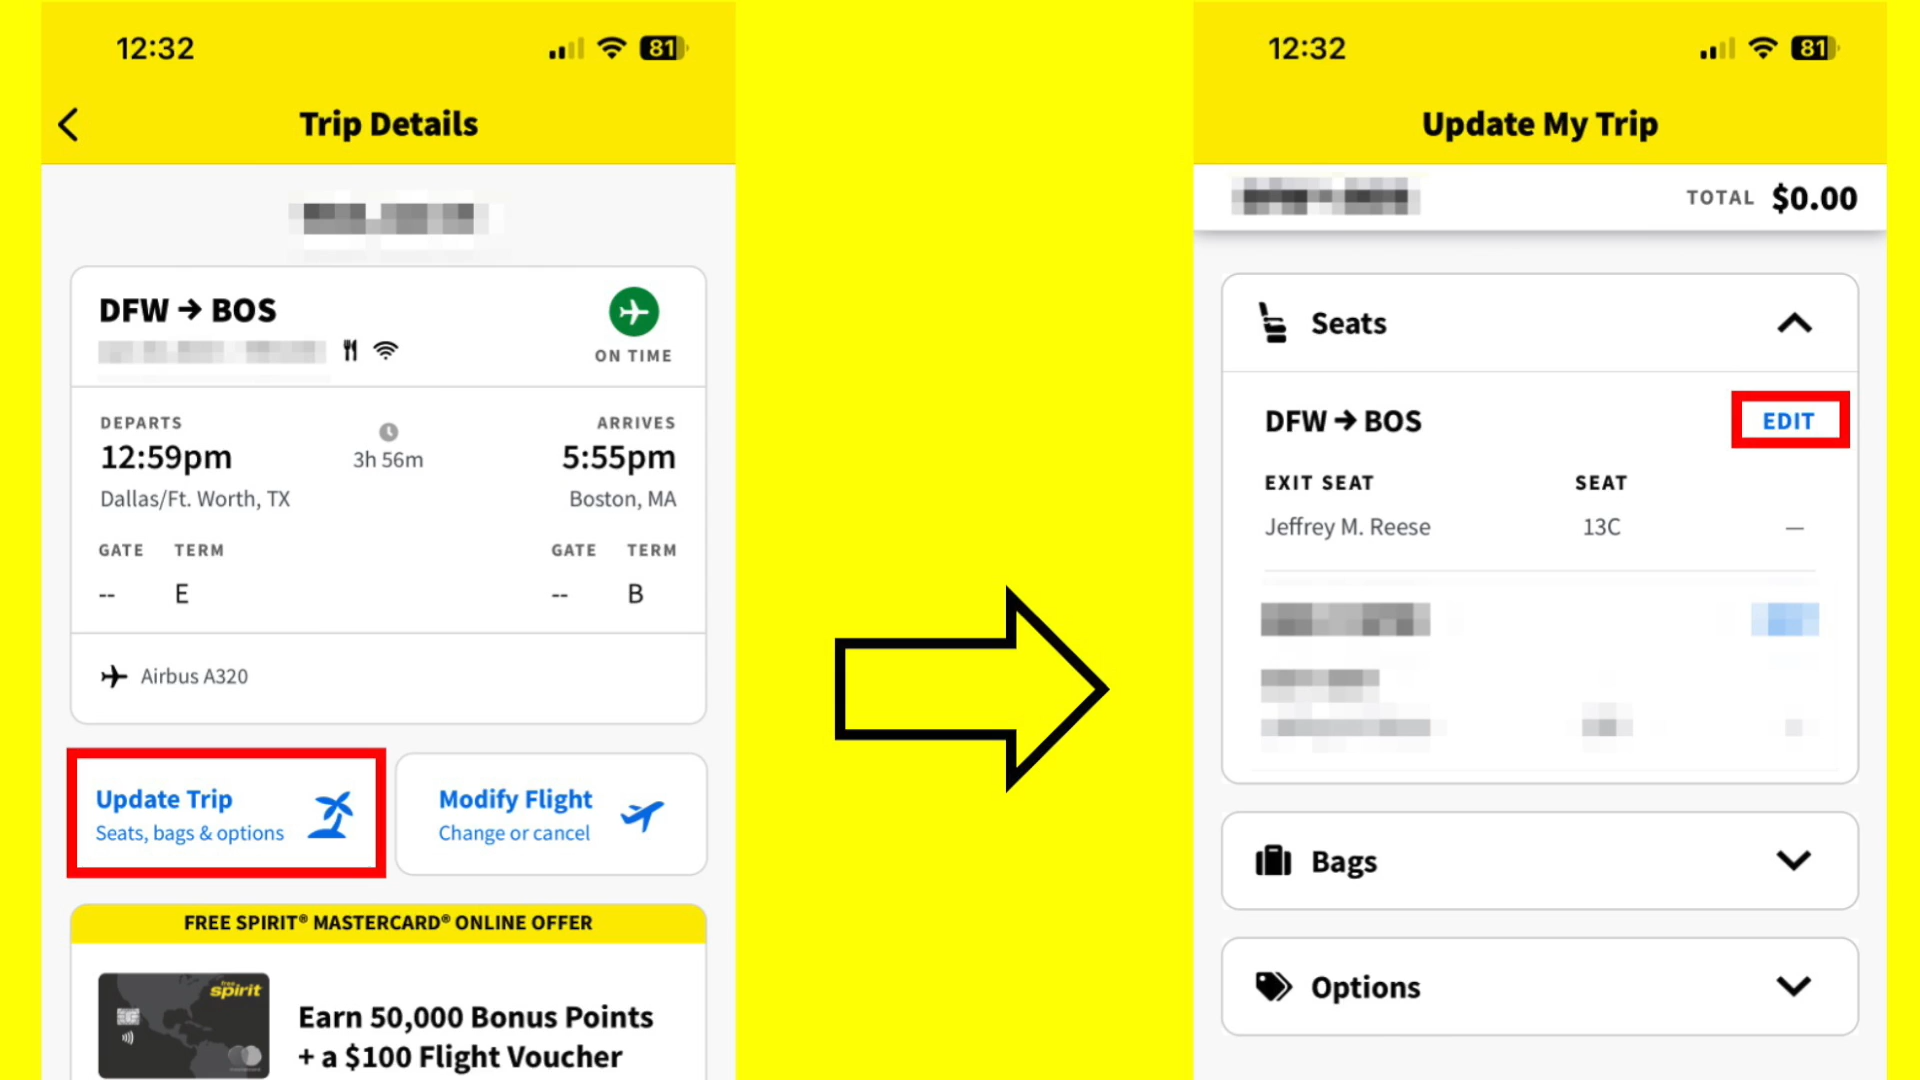 12:32
81
Trip Details
DFW → BOS
ON TIME
DEPARTS
ARRIVES
12:59pm
3h 56m
5:55pm
Dallas/Ft. Worth, TX
Boston, MA
GATE TERM
GATE TERM
-- E
-- B
Airbus A320
Update Trip
Seats, bags & options
Modify Flight
Change or cancel
FREE SPIRIT® MASTERCARD® ONLINE OFFER
free
spirit
Earn 50,000 Bonus Points
+ a $100 Flight Voucher
12:32
81
Update My Trip
TOTAL $0.00
Seats
DFW → BOS
EDIT
EXIT SEAT
SEAT
Jeffrey M. Reese
13C
—
Bags
Options